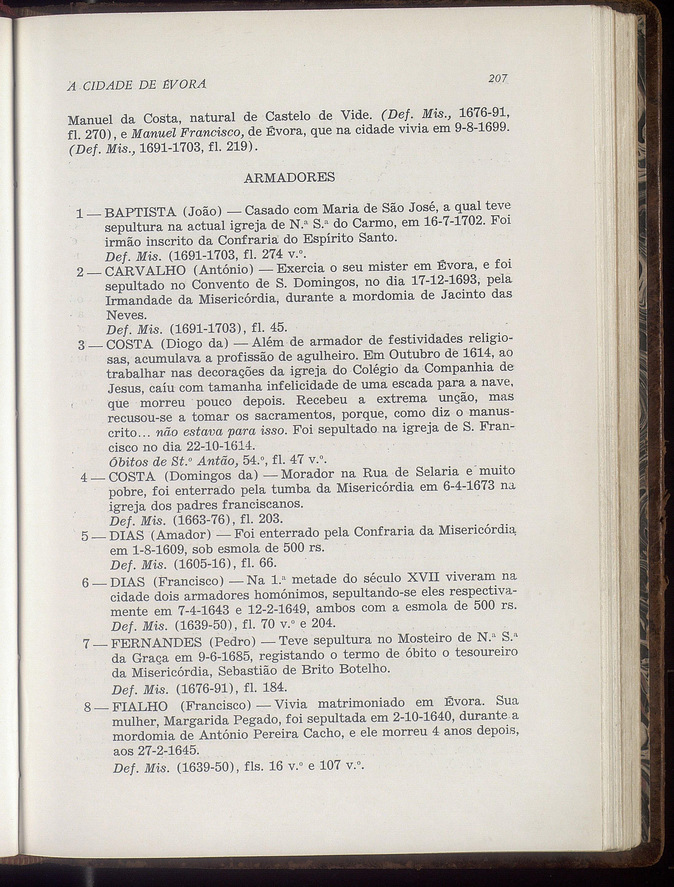 A CIDADE DE ÉVORA 207
Manuel da Costa, natural de Castelo de Vide. (Def. Mis., 1676-91,
fl. 270), e Manuel Francisco, de Évora, que na cidade vivia em 9-8-1699.
(Def. Mis., 1691-1703, fl. 219).
ARMADORES
1 — BAPTISTA (João) — Casado com Maria de São José, a qual teve
sepultura na actual igreja de N.ª S.ª do Carmo, em 16-7-1702. Foi
irmão inscrito da Confraria do Espírito Santo.
Def. Mis. (1691-1703, fl. 274 v.º.
2 — CARVALHO (António) — Exercia o seu mister em Évora, e foi
sepultado no Convento de S. Domingos, no dia 17-12-1693, pela
Irmandade da Misericórdia, durante a mordomia de Jacinto das
Neves.
Def. Mis. (1691-1703), fl. 45.
3 — COSTA (Diogo da) — Além de armador de festividades religio-
sas, acumulava a profissão de agulheiro. Em Outubro de 1614, ao
trabalhar nas decorações da igreja do Colégio da Companhia de
Jesus, caíu com tamanha infelicidade de uma escada para a nave,
que morreu pouco depois. Recebeu a extrema unção, mas
recusou-se a tomar os sacramentos, porque, como diz o manus-
crito... não estava para isso. Foi sepultado na igreja de S. Fran-
cisco no dia 22-10-1614.
Óbitos de St.º Antão, 54.º, fl. 47 v.º.
4 — COSTA (Domingos da) — Morador na Rua de Selaria e muito
pobre, foi enterrado pela tumba da Misericórdia em 6-4-1673 na
igreja dos padres franciscanos.
Def. Mis. (1663-76), fl. 203.
5 — DIAS (Amador) — Foi enterrado pela Confraria da Misericórdia,
em 1-8-1609, sob esmola de 500 rs.
Def. Mis. (1605-16), fl. 66.
6 — DIAS (Francisco) — Na 1.ª metade do século XVII viveram na
cidade dois armadores homónimos, sepultando-se eles respectiva-
mente em 7-4-1643 e 12-2-1649, ambos com a esmola de 500 rs.
Def. Mis. (1639-50), fl. 70 v.º e 204.
7 — FERNANDES (Pedro) — Teve sepultura no Mosteiro de N.ª S.ª
da Graça em 9-6-1685, registando o termo de óbito o tesoureiro
da Misericórdia, Sebastião de Brito Botelho.
Def. Mis. (1676-91), fl. 184.
8 — FIALHO (Francisco) — Vivia matrimoniado em Évora. Sua
mulher, Margarida Pegado, foi sepultada em 2-10-1640, durante a
mordomia de António Pereira Cacho, e ele morreu 4 anos depois,
aos 27-2-1645.
Def. Mis. (1639-50), fls. 16 v.º e 107 v.º.